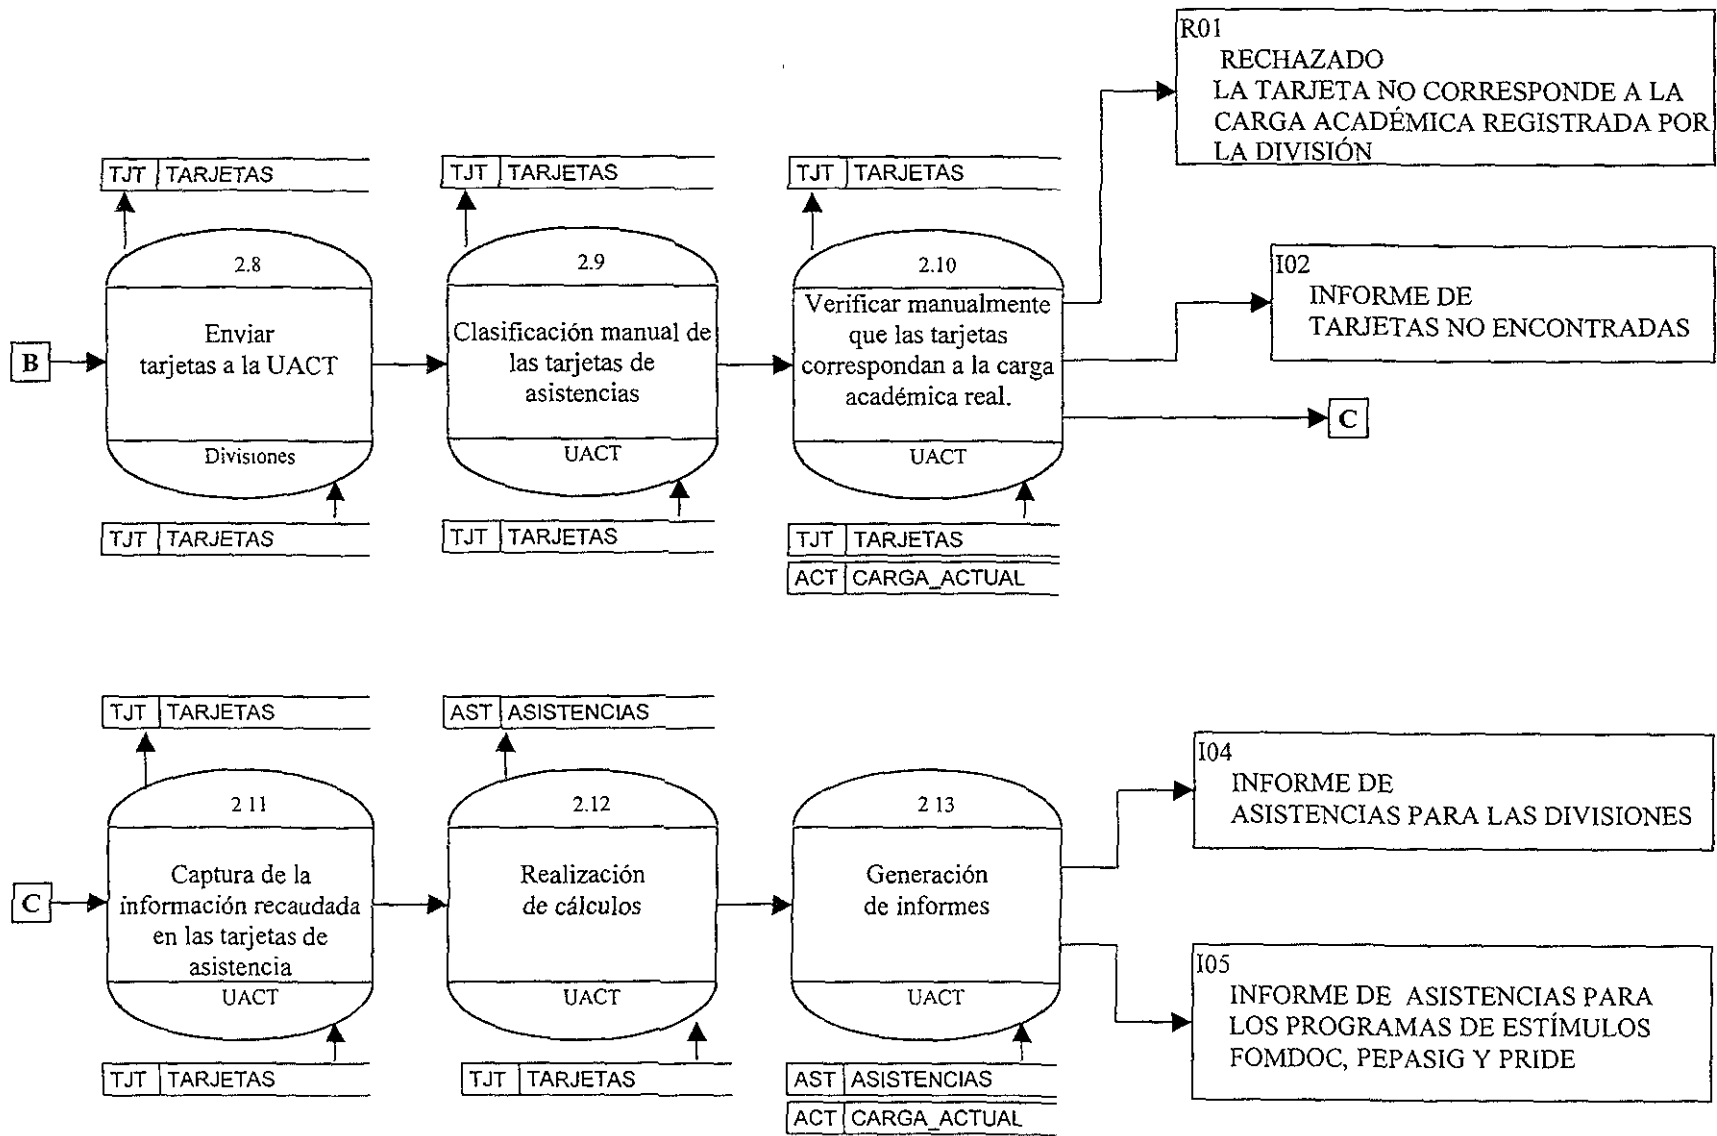 R01
RECHAZADO
LA TARJETA NO CORRESPONDE A LA
CARGA ACADÉMICA REGISTRADA POR
LA DIVISIÓN
TJT TARJETAS
TJT TARJETAS
TJT TARJETAS
B
2.8
Enviar
tarjetas a la UACT
Divisiones
2.9
Clasificación manual de
las tarjetas de
asistencias
UACT
2.10
Verificar manualmente
que las tarjetas
correspondan a la carga
académica real.
UACT
I02
INFORME DE
TARJETAS NO ENCONTRADAS
C
TJT TARJETAS
TJT TARJETAS
TJT TARJETAS
ACT CARGA_ACTUAL
TJT TARJETAS
AST ASISTENCIAS
C
2 11
Captura de la
información recaudada
en las tarjetas de
asistencia
UACT
2.12
Realización
de cálculos
UACT
2 13
Generación
de informes
UACT
I04
INFORME DE
ASISTENCIAS PARA LAS DIVISIONES
I05
INFORME DE ASISTENCIAS PARA
LOS PROGRAMAS DE ESTÍMULOS
FOMDOC, PEPASIG Y PRIDE
TJT TARJETAS
TJT TARJETAS
AST ASISTENCIAS
ACT CARGA_ACTUAL